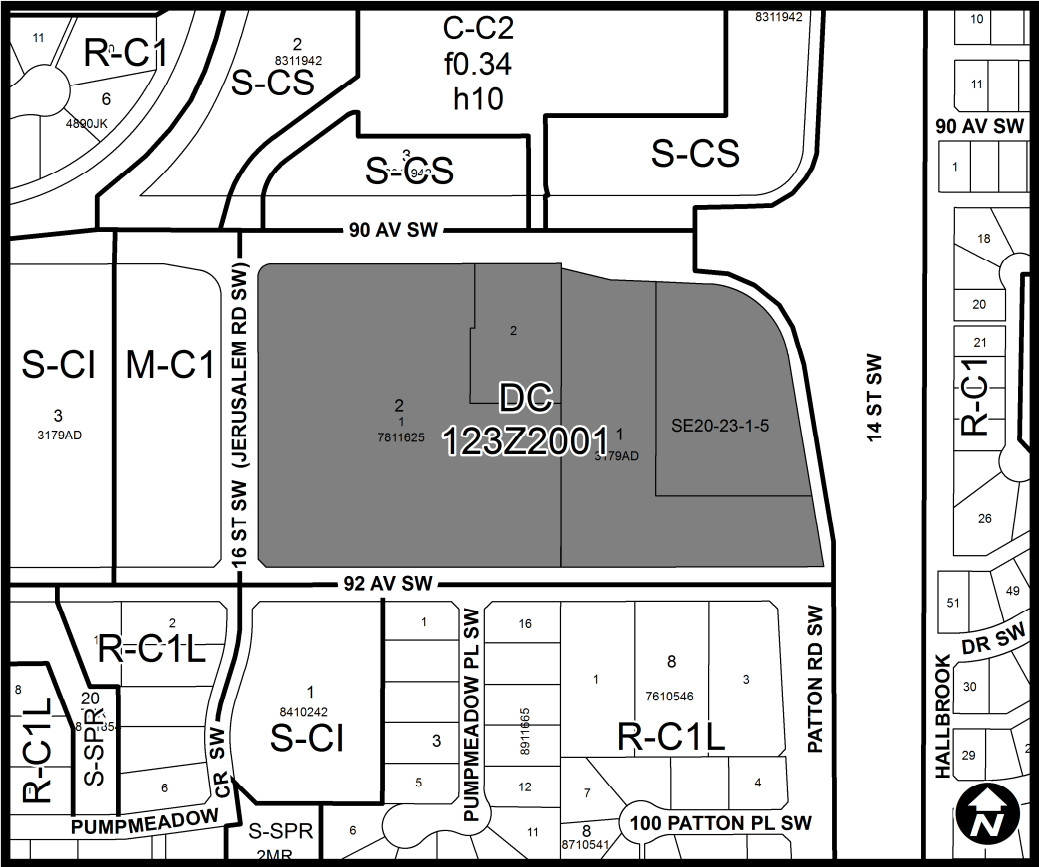 11
R-C1
6
4890JK
2
8311942
S-CS
C-C2
f0.34
h10
8311942
3
S-CS
S-CS
10
11
90 AV SW
1
90 AV SW
18
20
21
R-C1
26
S-CI
3
3179AD
M-C1
16 ST SW (JERUSALEM RD SW)
2
2
1
7811625
DC
123Z2001
1
3179AD
SE20-23-1-5
14 ST SW
92 AV SW
51
49
HALLBROOK
DR SW
30
29
2
1
2
R-C1L
8
R-C1L
20
S-SPR
6
PUMPMEADOW
CR SW
1
8410242
S-CI
1
3
5
PUMPMEADOW PL SW
16
8911665
12
11
1
8
7610546
3
R-C1L
PATTON RD SW
7
4
8
8710541
100 PATTON PL SW
S-SPR
2MR
6
N